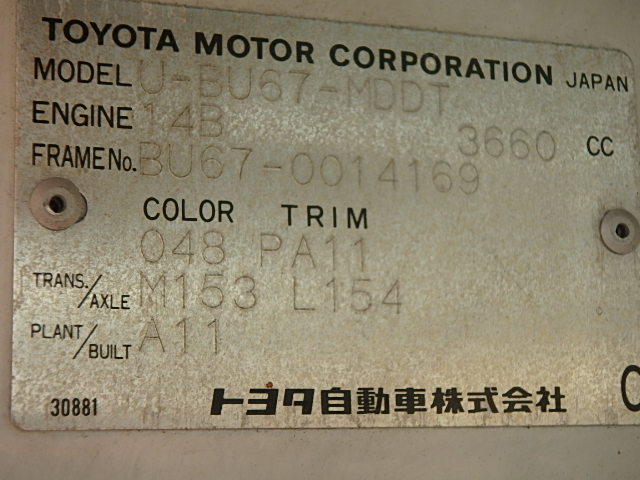 TOYOTA MOTOR CORPORATION JAPAN
MODEL U-BU67-MDDT
ENGINE 14B 3660 CC
FRAME No. BU67-0014169
COLOR TRIM
048 PA11
TRANS./AXLE M153 L154
PLANT/BUILT A11
30881 トヨタ自動車株式会社